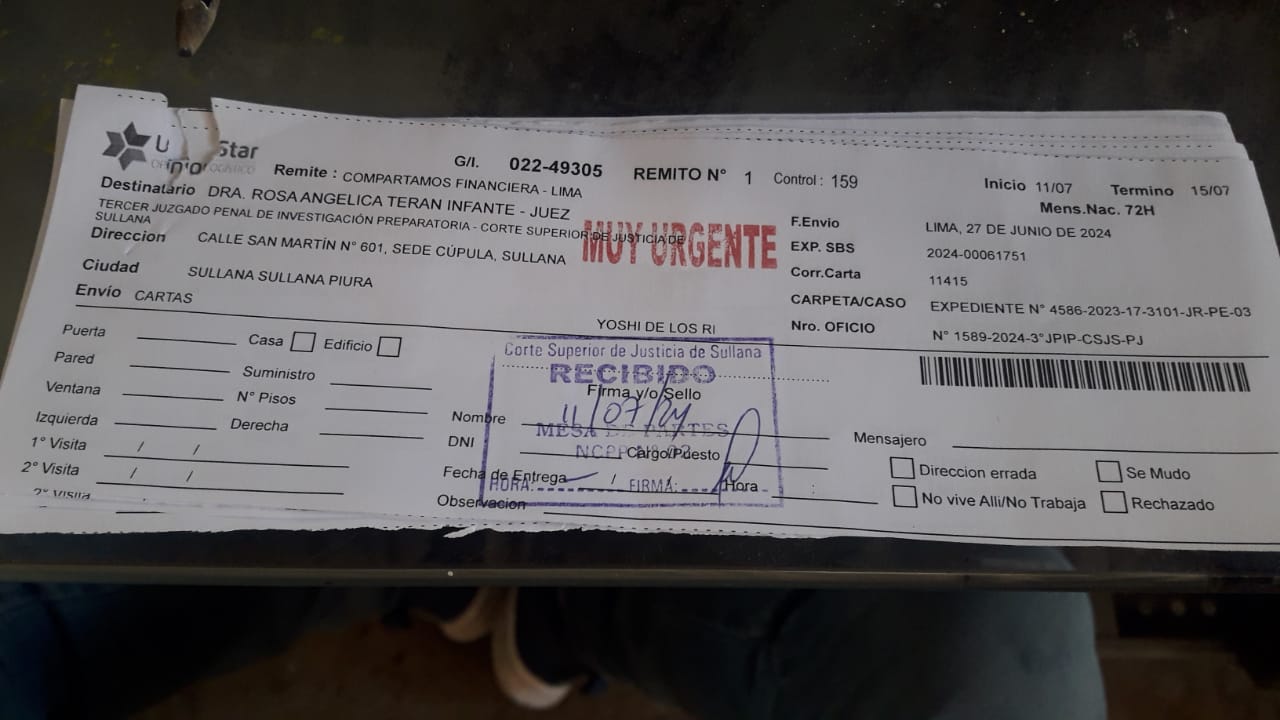 Star
G/I. 022-49305 REMITO N° 1 Control : 159
Inicio 11/07 Termino 15/07
Mens.Nac. 72H
Remite : COMPARTAMOS FINANCIERA - LIMA
Destinatario DRA. ROSA ANGELICA TERAN INFANTE - JUEZ
TERCER JUZGADO PENAL DE INVESTIGACIÓN PREPARATORIA - CORTE SUPERIOR DE JUSTICIA DE
SULLANA
MUY URGENTE
Direccion CALLE SAN MARTÍN N° 601, SEDE CÚPULA, SULLANA
Ciudad SULLANA SULLANA PIURA
Envío CARTAS
F.Envio LIMA, 27 DE JUNIO DE 2024
EXP. SBS 2024-00061751
Corr.Carta 11415
CARPETA/CASO EXPEDIENTE N° 4586-2023-17-3101-JR-PE-03
Nro. OFICIO N° 1589-2024-3°JPIP-CSJS-PJ
YOSHI DE LOS RI
Puerta Casa Edificio
Pared Suministro
Ventana N° Pisos
Izquierda Derecha
1° Visita / /
2° Visita / /
Corte Superior de Justicia de Sullana
RECIBIDO
Firma y/o Sello
11/07/24
Nombre
MESA DE PARTES
DNI
NCPP
Cargo/Puesto
Fecha de Entrega / / Hora :
HORA: FIRMA:
Observacion
Mensajero
Direccion errada Se Mudo
No vive Alli/No Trabaja Rechazado